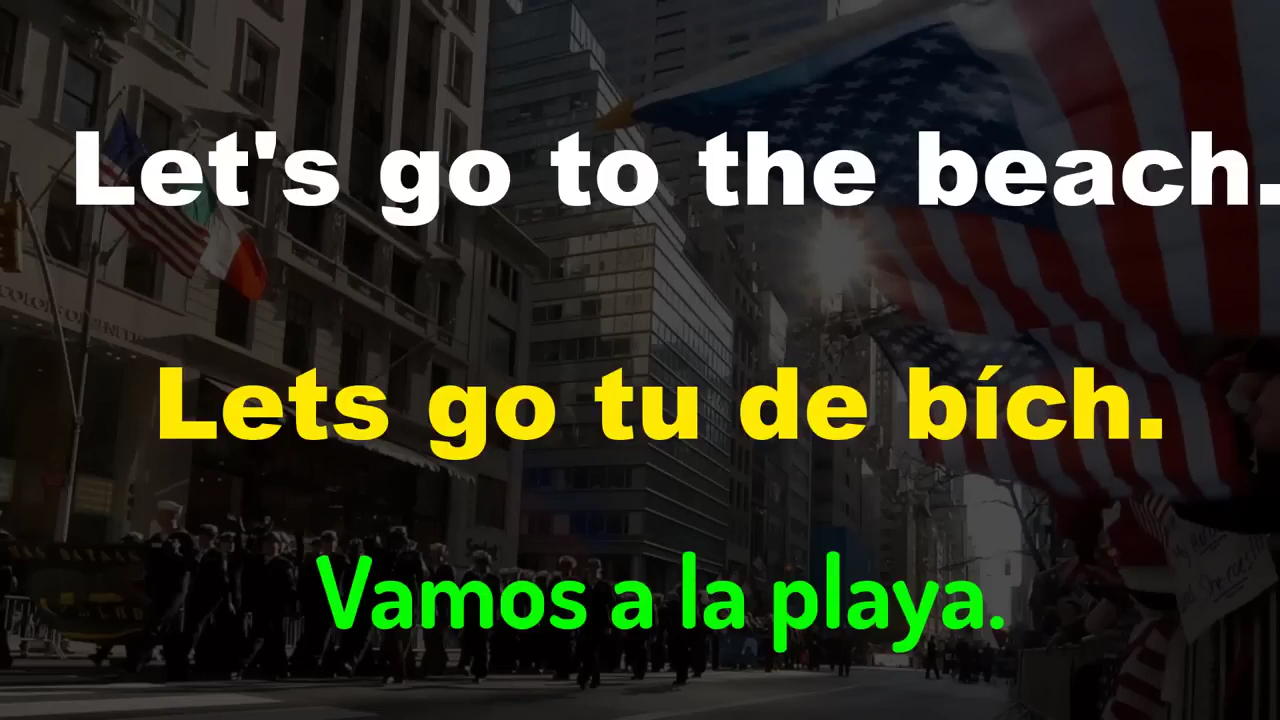 Let's go to the beach.
Lets go tu de bích.
Vamos a la playa.